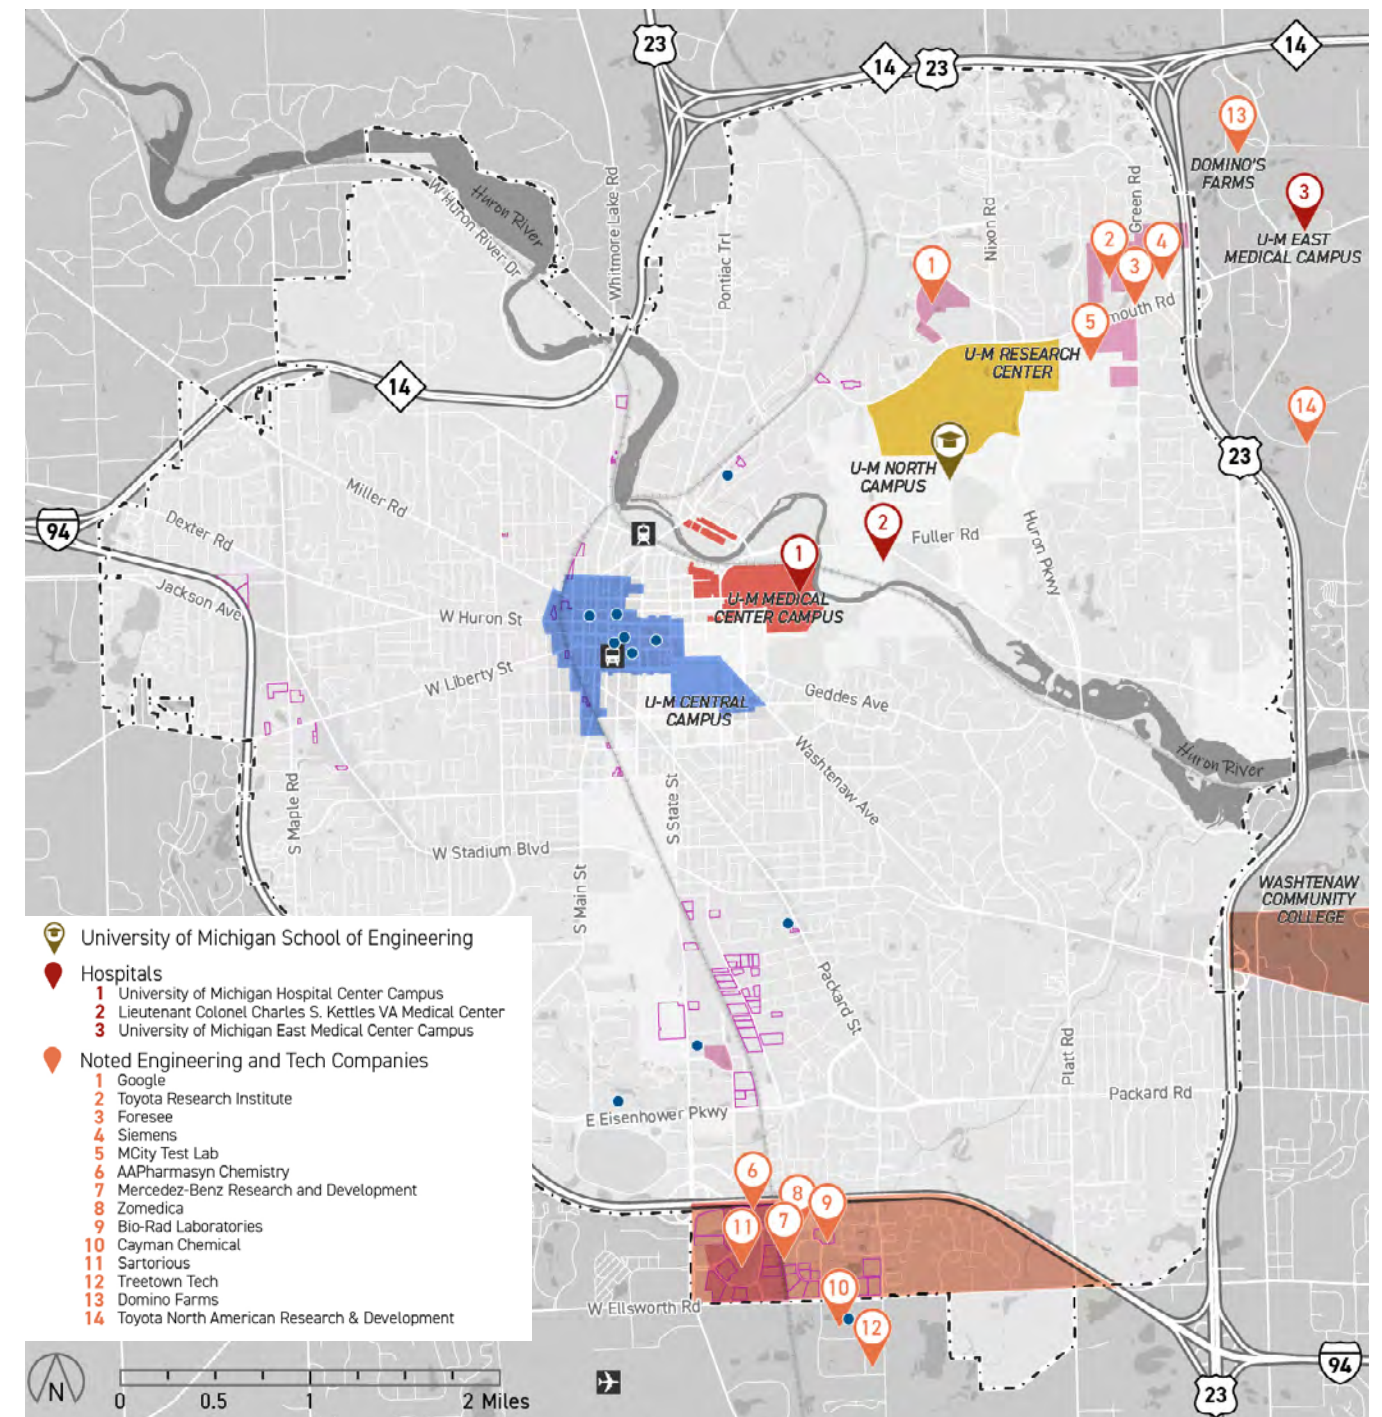 23
14
14
23
13
DOMINO'S
FARMS
3
U-M EAST
MEDICAL CAMPUS
Huron River
W Huron River Dr
Whitmore Lake Rd
Pontiac Trl
Nixon Rd
Green Rd
1
2
4
3
5
mouth Rd
U-M RESEARCH
CENTER
14
14
23
U-M NORTH
CAMPUS
Miller Rd
Dexter Rd
94
Jackson Ave
2
Fuller Rd
Huron Pkwy
1
U-M MEDICAL
CENTER CAMPUS
W Huron St
W Liberty St
U-M CENTRAL
CAMPUS
Geddes Ave
Washtenaw Ave
Huron River
S Maple Rd
S State St
W Stadium Blvd
S Main St
WASHTENAW
COMMUNITY
COLLEGE
Packard St
Platt Rd
Packard Rd
E Eisenhower Pkwy
6
8
9
11
7
10
12
W Ellsworth Rd
94
23
University of Michigan School of Engineering
Hospitals
1 University of Michigan Hospital Center Campus
2 Lieutenant Colonel Charles S. Kettles VA Medical Center
3 University of Michigan East Medical Center Campus
Noted Engineering and Tech Companies
1 Google
2 Toyota Research Institute
3 Foresee
4 Siemens
5 MCity Test Lab
6 AAPharmasyn Chemistry
7 Mercedez-Benz Research and Development
8 Zomedica
9 Bio-Rad Laboratories
10 Cayman Chemical
11 Sartorious
12 Treetown Tech
13 Domino Farms
14 Toyota North American Research & Development
N
0 0.5 1 2 Miles